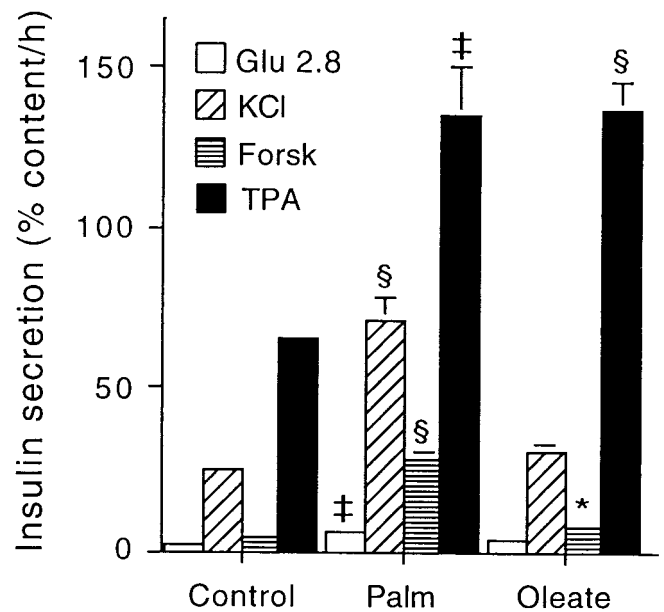 Insulin secretion (% content/h)
150
100
50
0
Glu 2.8
KCl
Forsk
TPA
‡
§
§
‡
§
*
Control Palm Oleate